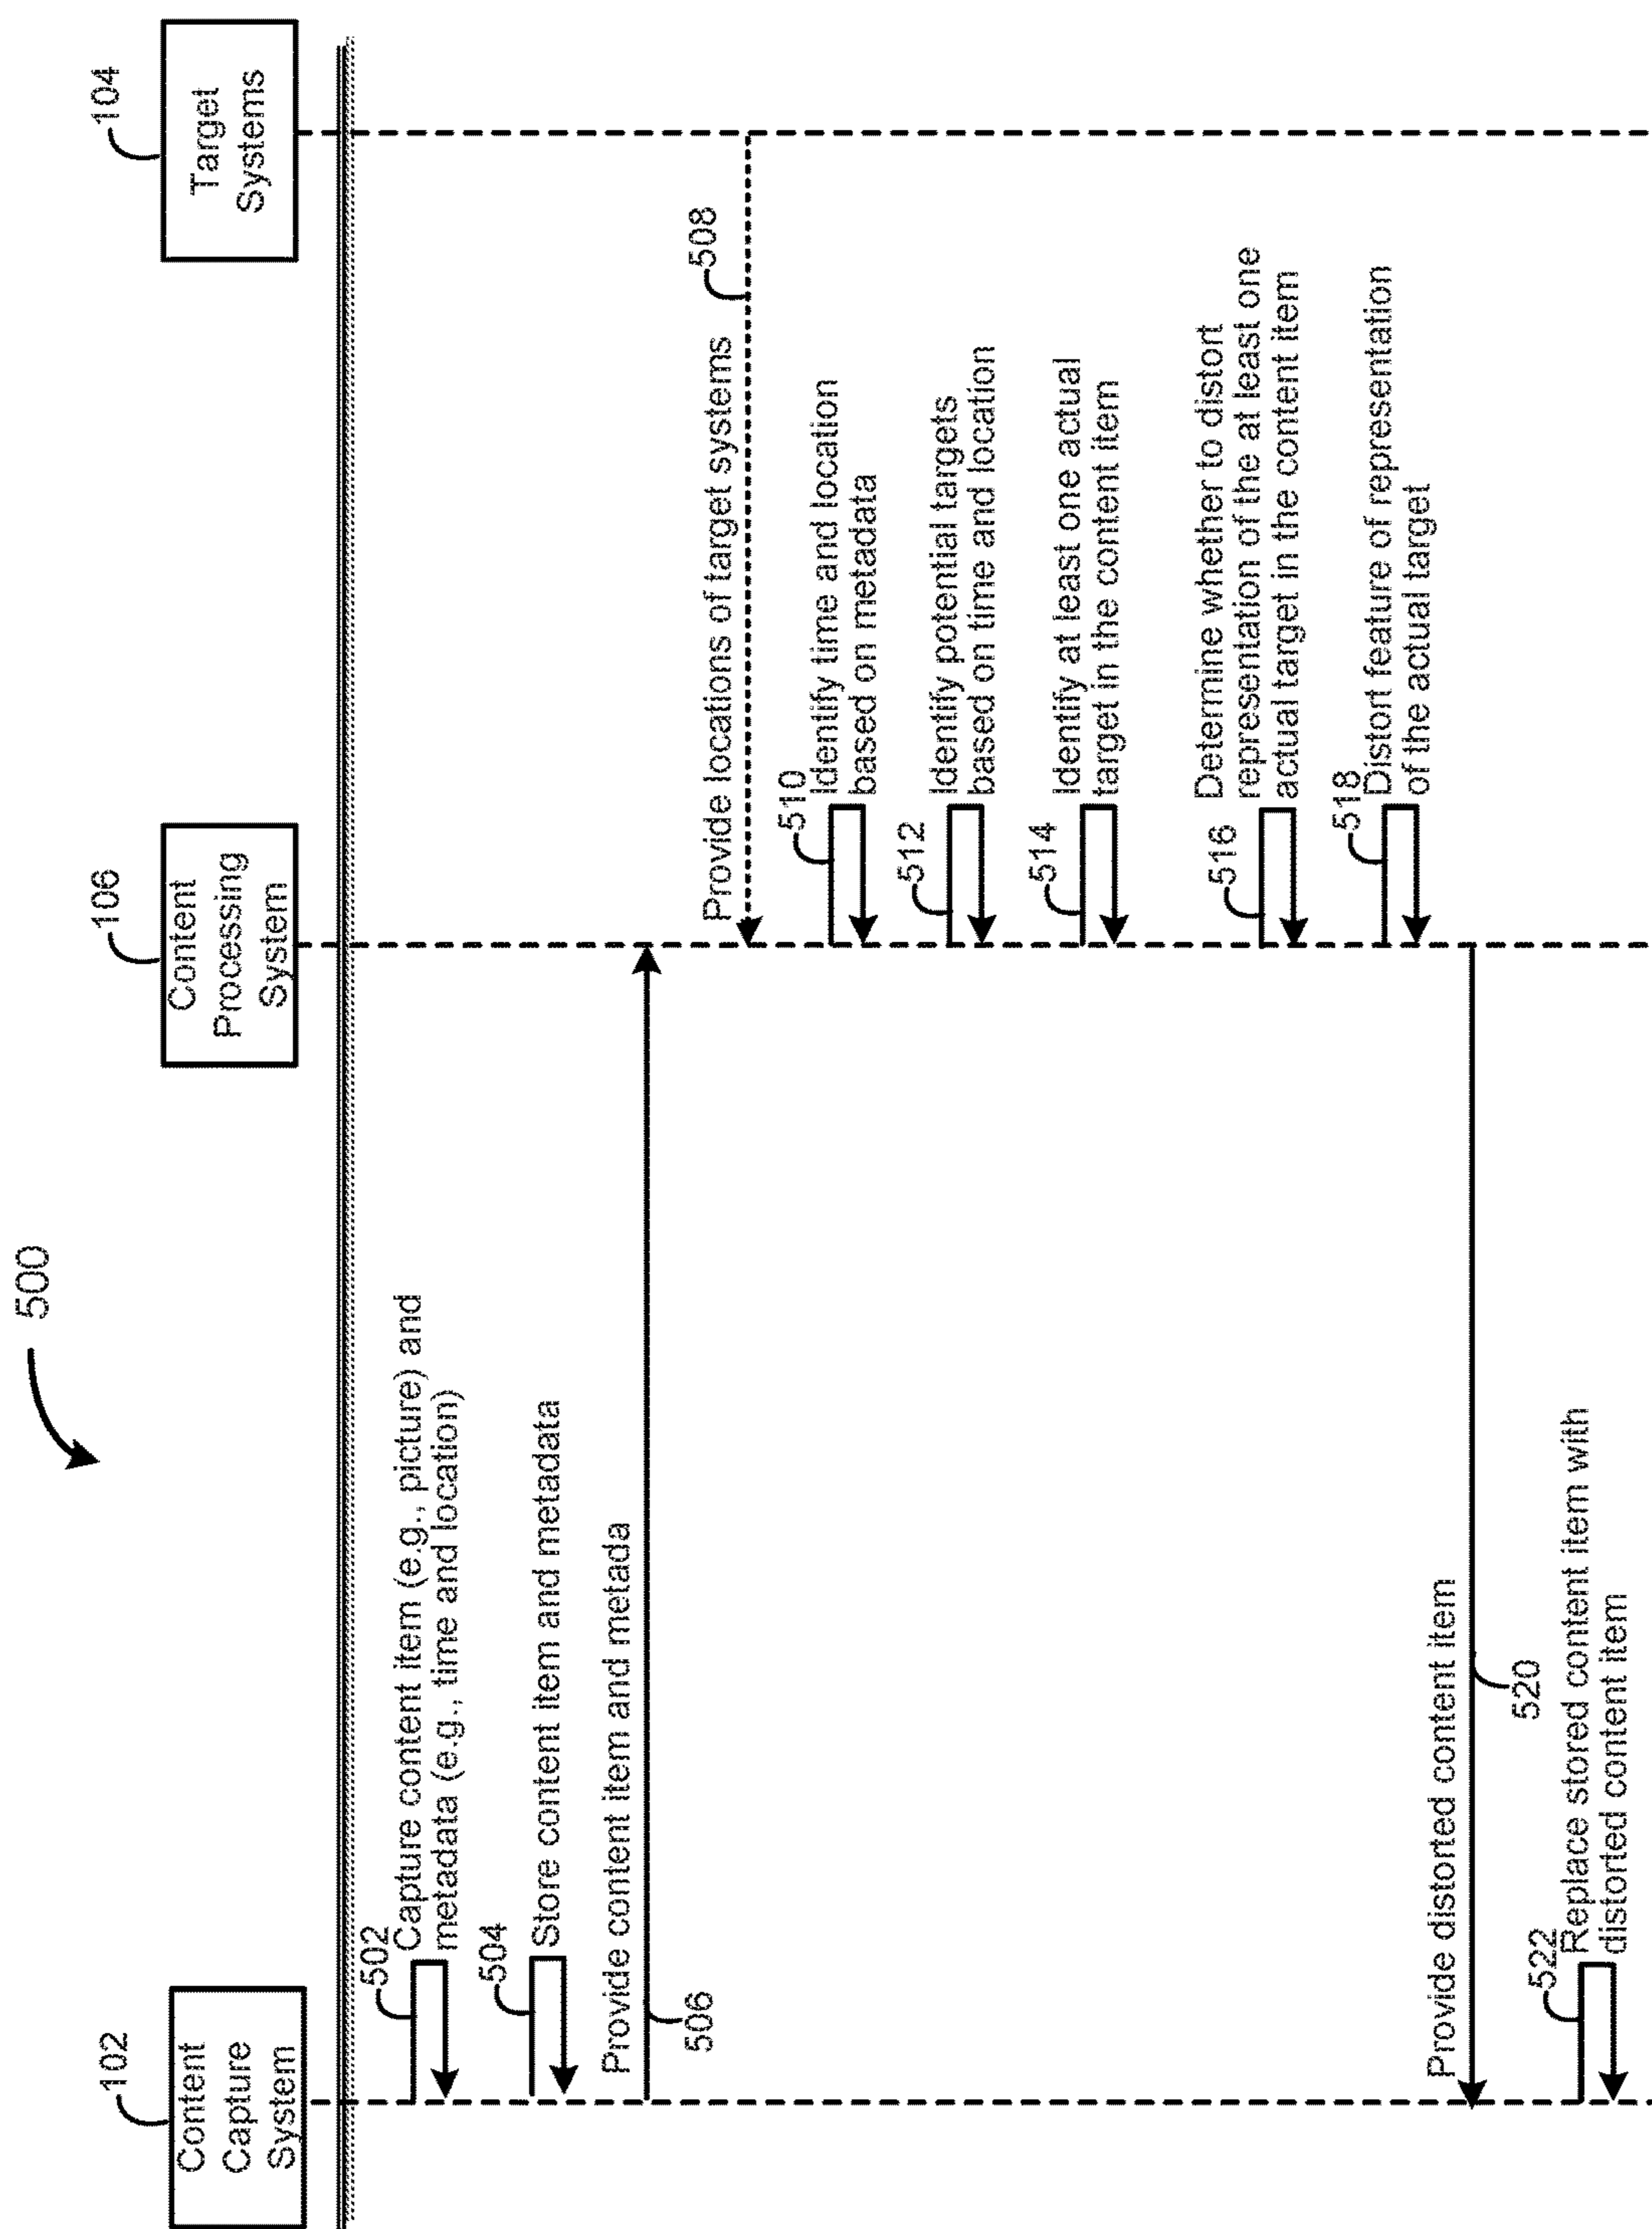 500
102
Content
Capture
System
106
Content
Processing
System
104
Target
Systems
502
Capture content item (e.g., picture) and
metadata (e.g., time and location)
504
Store content item and metadata
Provide content item and metada
506
Provide locations of target systems
508
510
Identify time and location
based on metadata
512
Identify potential targets
based on time and location
514
Identify at least one actual
target in the content item
516
Determine whether to distort
representation of the at least one
actual target in the content item
518
Distort feature of representation
of the actual target
Provide distorted content item
520
522
Replace stored content item with
distorted content item